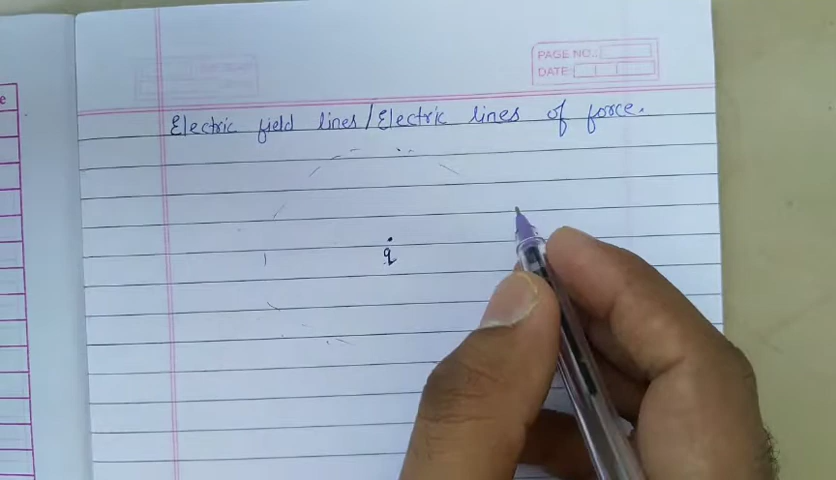 PAGE NO.:
DATE:
e
Electric field lines/Electric lines of force.
q